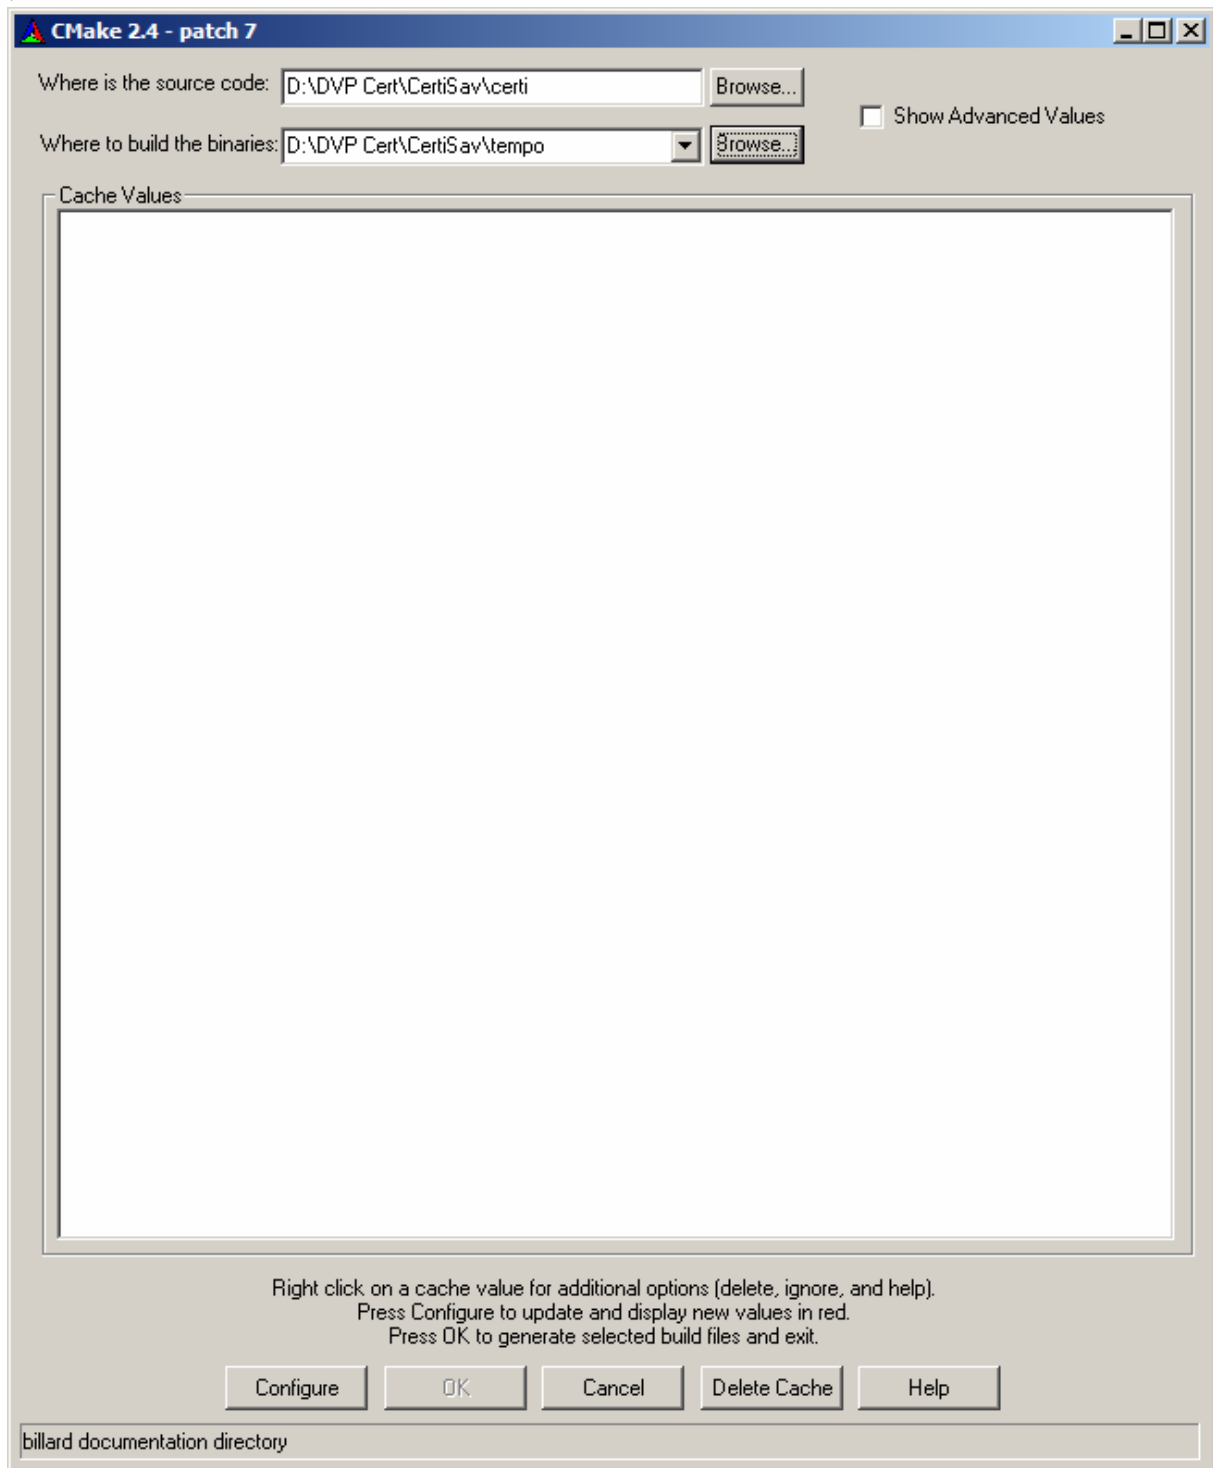 CMake 2.4 - patch 7
Where is the source code: D:\DVP Cert\CertiSav\certi Browse...
Show Advanced Values
Where to build the binaries: D:\DVP Cert\CertiSav\tempo Browse...
Cache Values
Right click on a cache value for additional options (delete, ignore, and help).
Press Configure to update and display new values in red.
Press OK to generate selected build files and exit.
Configure OK Cancel Delete Cache Help
billard documentation directory